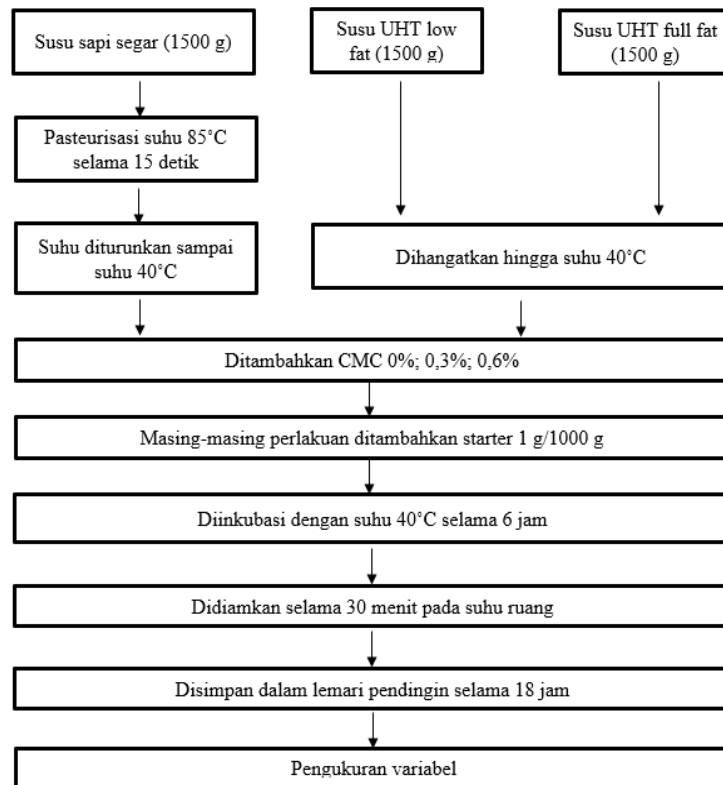 Susu sapi segar (1500 g)
Susu UHT low
fat (1500 g)
Susu UHT full fat
(1500 g)
Pasteurisasi suhu 85˚C
selama 15 detik
Suhu diturunkan sampai
suhu 40˚C
Dihangatkan hingga suhu 40˚C
Ditambahkan CMC 0%; 0,3%; 0,6%
Masing-masing perlakuan ditambahkan starter 1 g/1000 g
Diinkubasi dengan suhu 40˚C selama 6 jam
Didiamkan selama 30 menit pada suhu ruang
Disimpan dalam lemari pendingin selama 18 jam
Pengukuran variabel